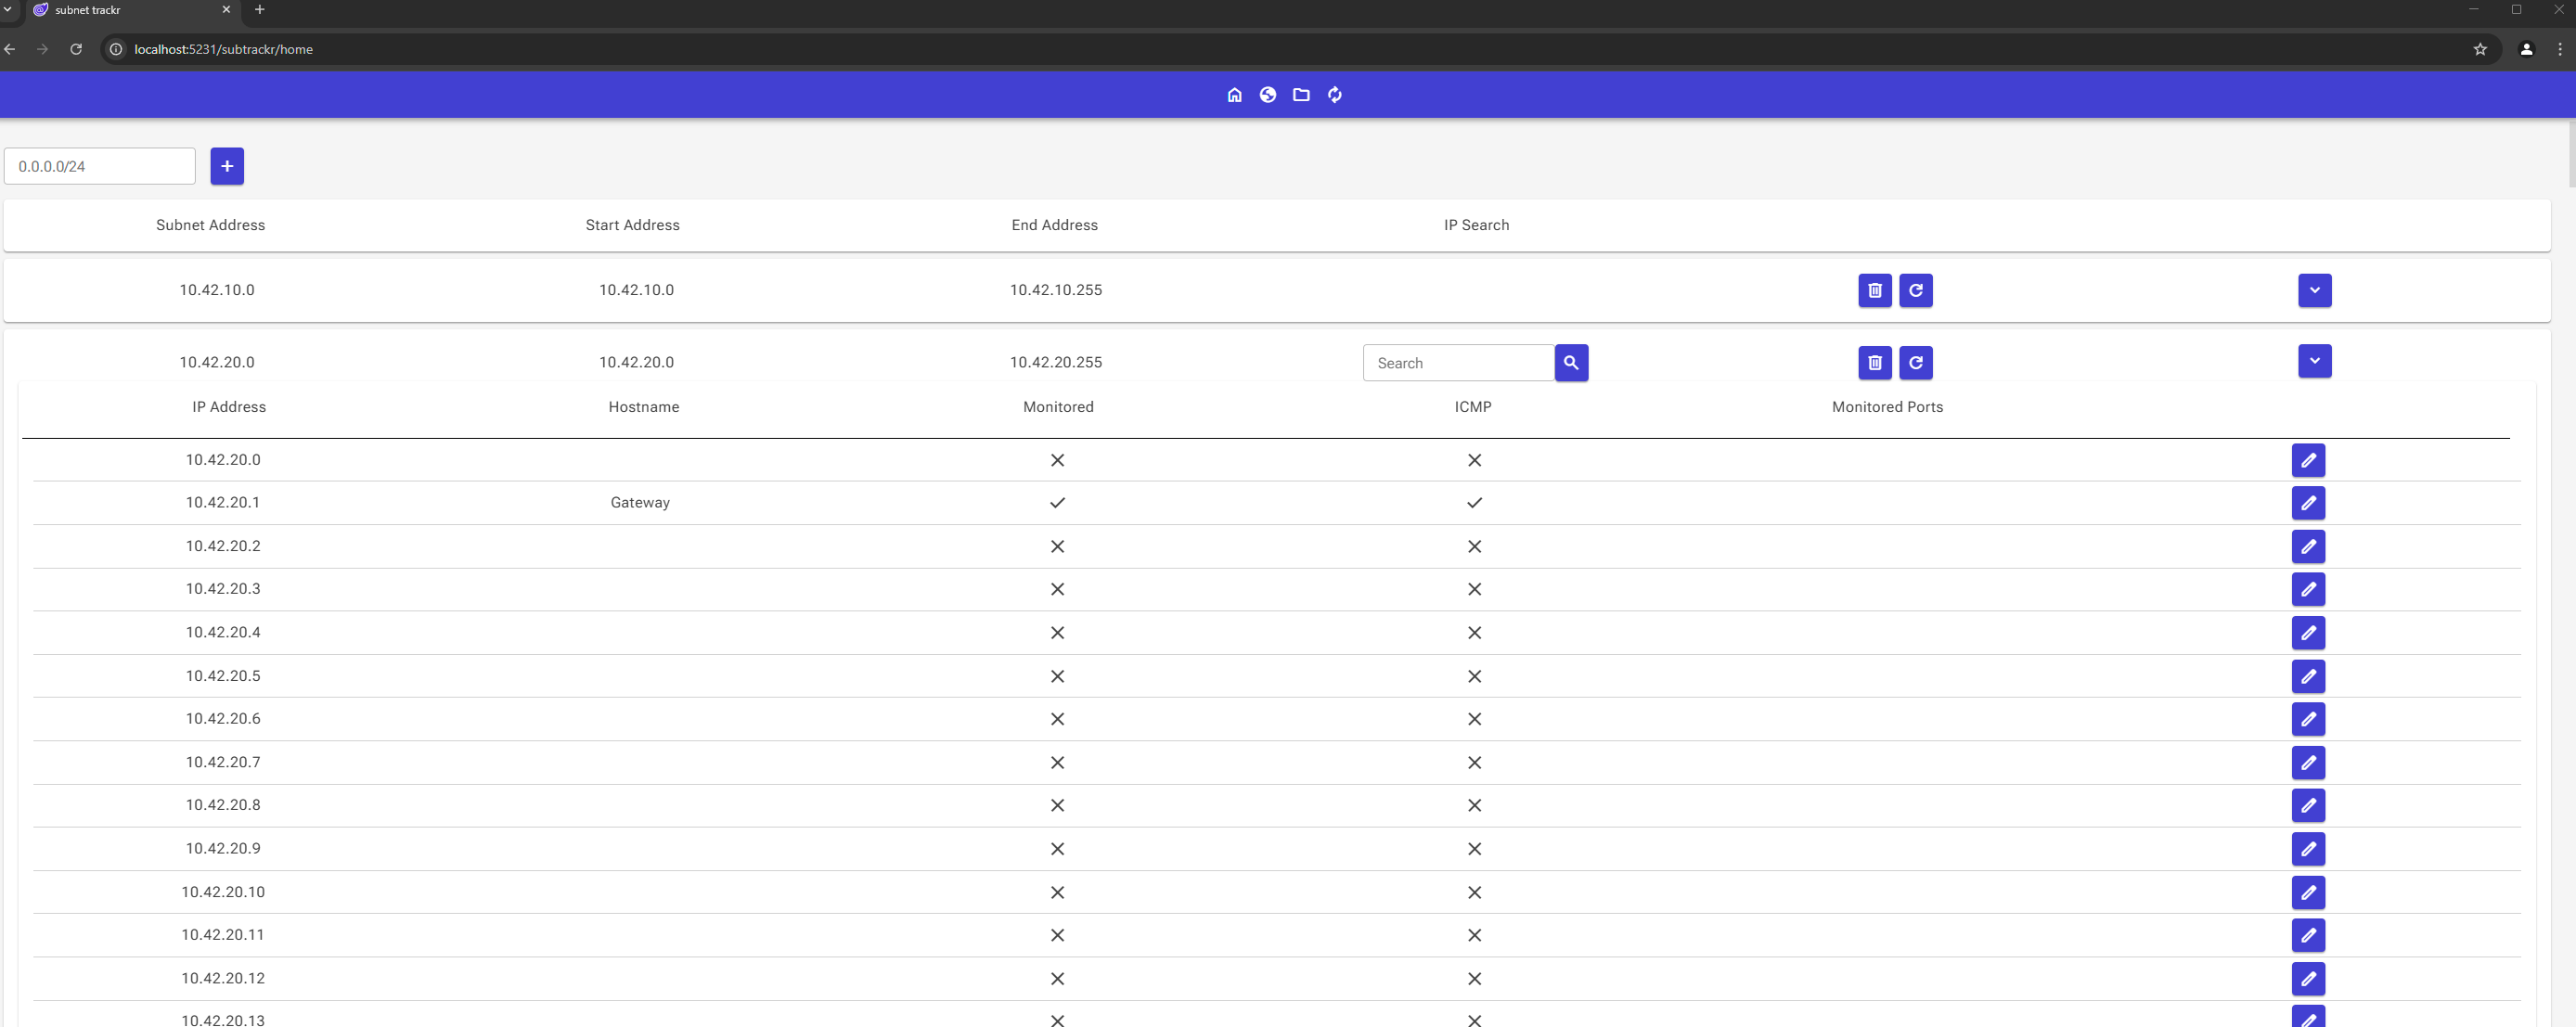 subnet trackr
localhost:5231/subtrackr/home
0.0.0.0/24
Subnet Address Start Address End Address IP Search
10.42.10.0 10.42.10.0 10.42.10.255
10.42.20.0 10.42.20.0 10.42.20.255 Search
IP Address Hostname Monitored ICMP Monitored Ports
10.42.20.0
10.42.20.1 Gateway
10.42.20.2
10.42.20.3
10.42.20.4
10.42.20.5
10.42.20.6
10.42.20.7
10.42.20.8
10.42.20.9
10.42.20.10
10.42.20.11
10.42.20.12
10.42.20.13